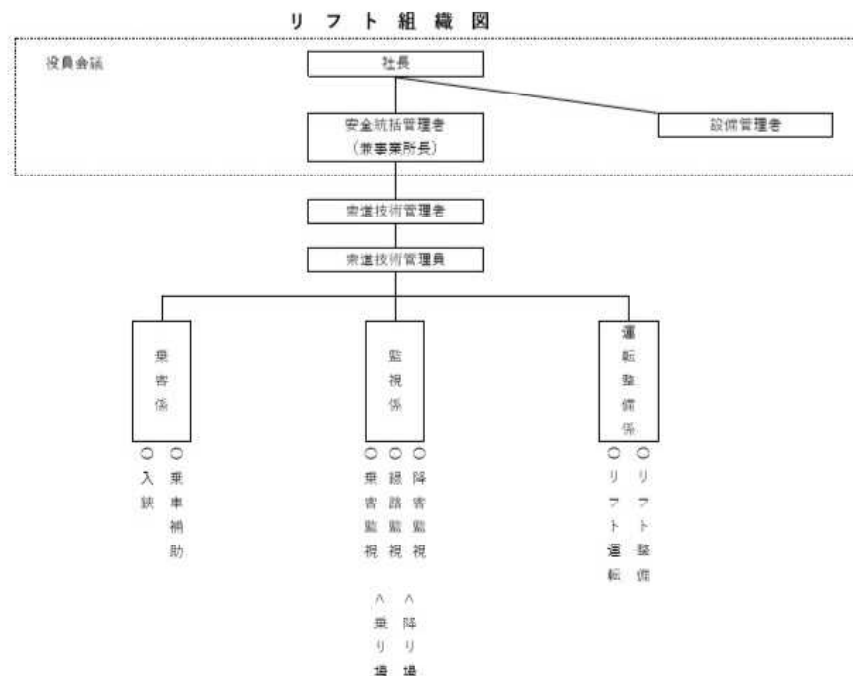 リフト組織図
役員会議
社長
安全統括管理者
（兼事業所長）
設備管理者
索道技術管理者
索道技術管理員
乗客係
監視係
運転整備係
○乗車補助
○入鋏
○降客監視
○線路監視
○乗客監視
○リフト整備
○リフト運転
＾降り場
＾乗り場